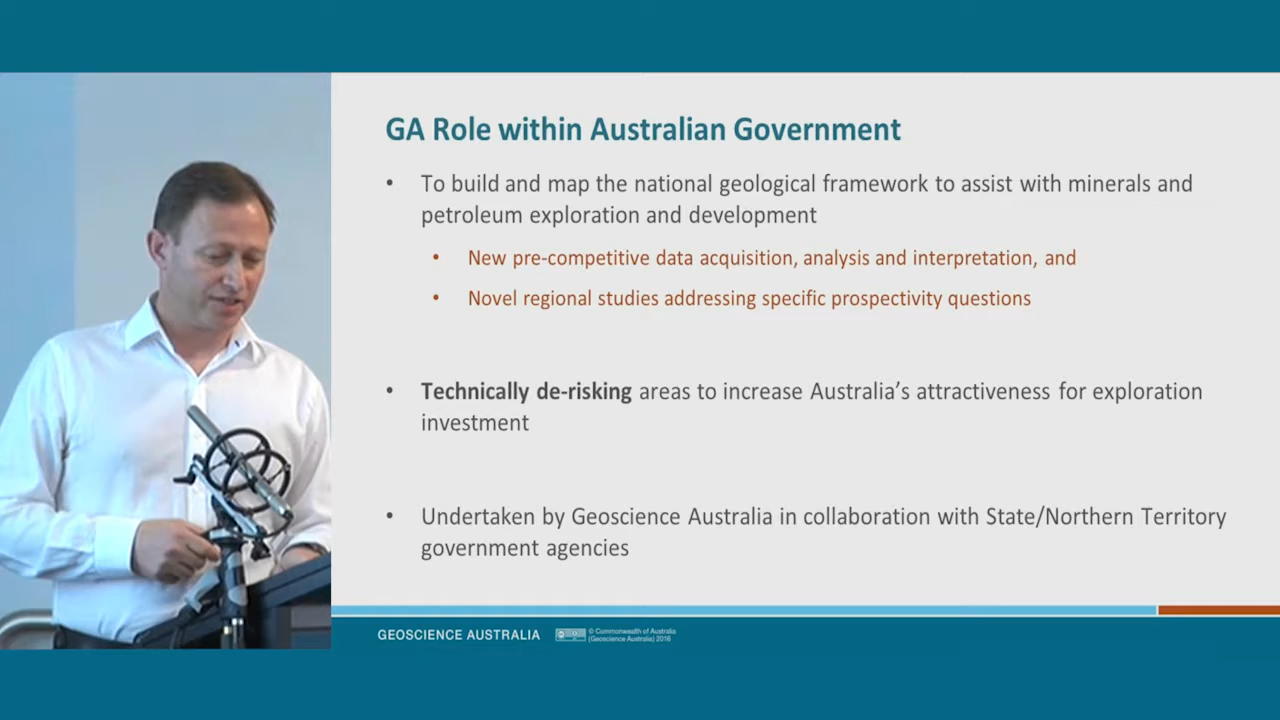 GA Role within Australian Government
• To build and map the national geological framework to assist with minerals and
petroleum exploration and development
• New pre-competitive data acquisition, analysis and interpretation, and
• Novel regional studies addressing specific prospectivity questions
• Technically de-risking areas to increase Australia’s attractiveness for exploration
investment
• Undertaken by Geoscience Australia in collaboration with State/Northern Territory
government agencies
GEOSCIENCE AUSTRALIA
© Commonwealth of Australia
(Geoscience Australia) 2016